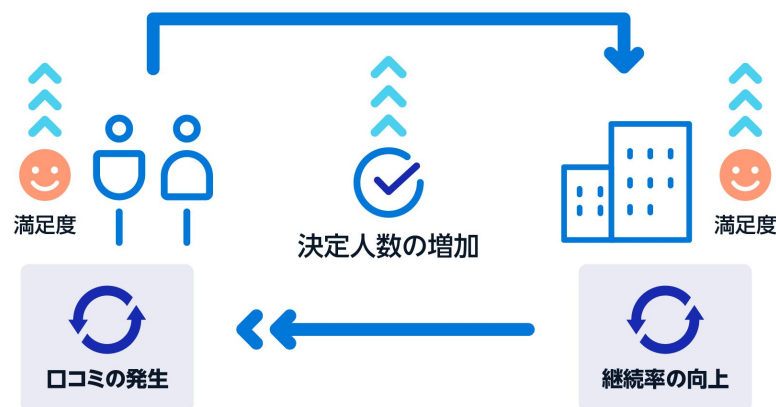 満足度
満足度
決定人数の増加
口コミの発生
継続率の向上